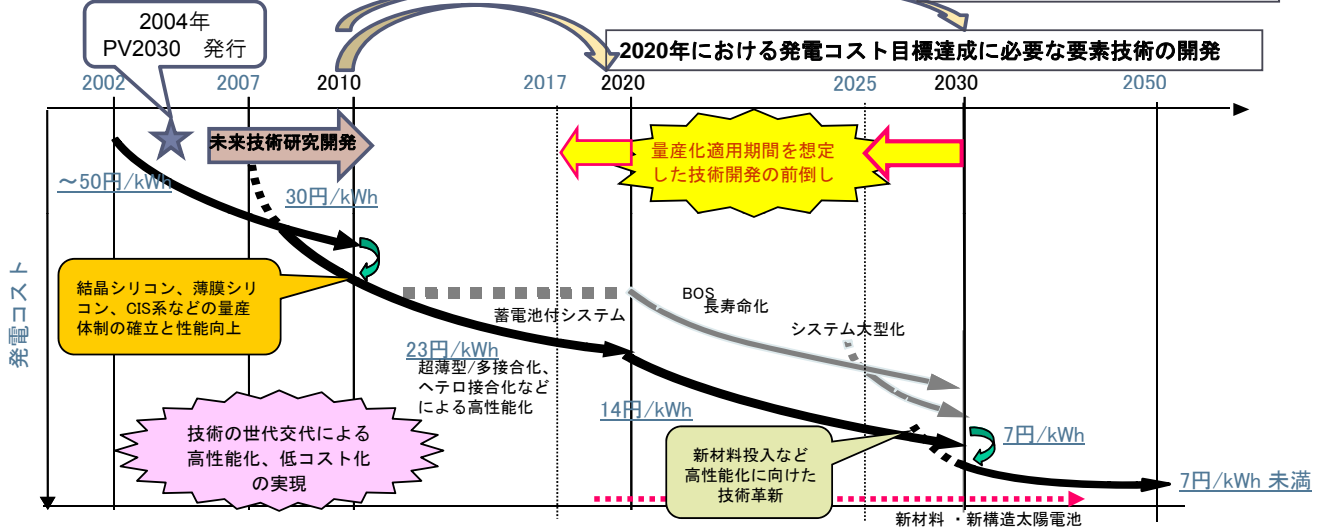 2004年
PV2030　発行
2020年における発電コスト目標達成に必要な要素技術の開発
2002
2007
2010
2017
2020
2025
2030
2050
未来技術研究開発
量産化適用期間を想定
した技術開発の前倒し
～50円/kWh
30円/kWh
発電コスト
結晶シリコン、薄膜シリ
コン、CIS系などの量産
体制の確立と性能向上
蓄電池付システム
BOS
長寿命化
システム大型化
23円/kWh
超薄型/多接合化、
ヘテロ接合化など
による高性能化
14円/kWh
技術の世代交代による
高性能化、低コスト化
の実現
新材料投入など
高性能化に向けた
技術革新
7円/kWh
7円/kWh 未満
新材料 ・新構造太陽電池